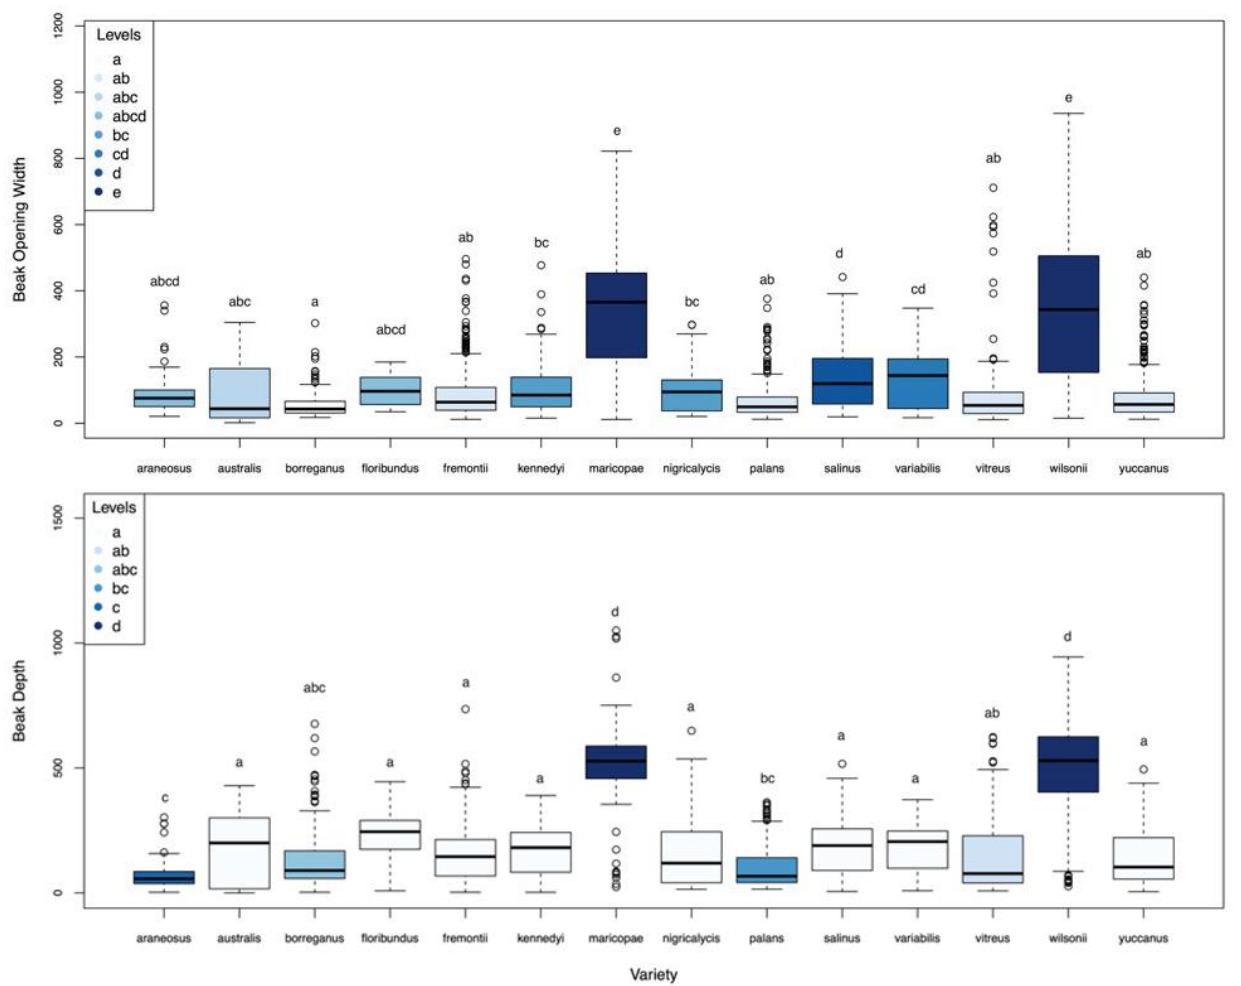 Levels
a
ab
abc
abcd
bc
cd
d
e
Beak Opening Width
0 200 400 600 800 1000 1200
abcd abc a abcd ab bc e bc ab d cd ab e ab
araneosus australis borreganus floribundus fremontii kennedyi maricopae nigricalycis palans salinus variabilis vitreus wilsonii yuccanus
Levels
a
ab
abc
bc
c
d
Beak Depth
0 500 1000 1500
c a abc a a a d a bc a a ab d a
araneosus australis borreganus floribundus fremontii kennedyi maricopae nigricalycis palans salinus variabilis vitreus wilsonii yuccanus
Variety